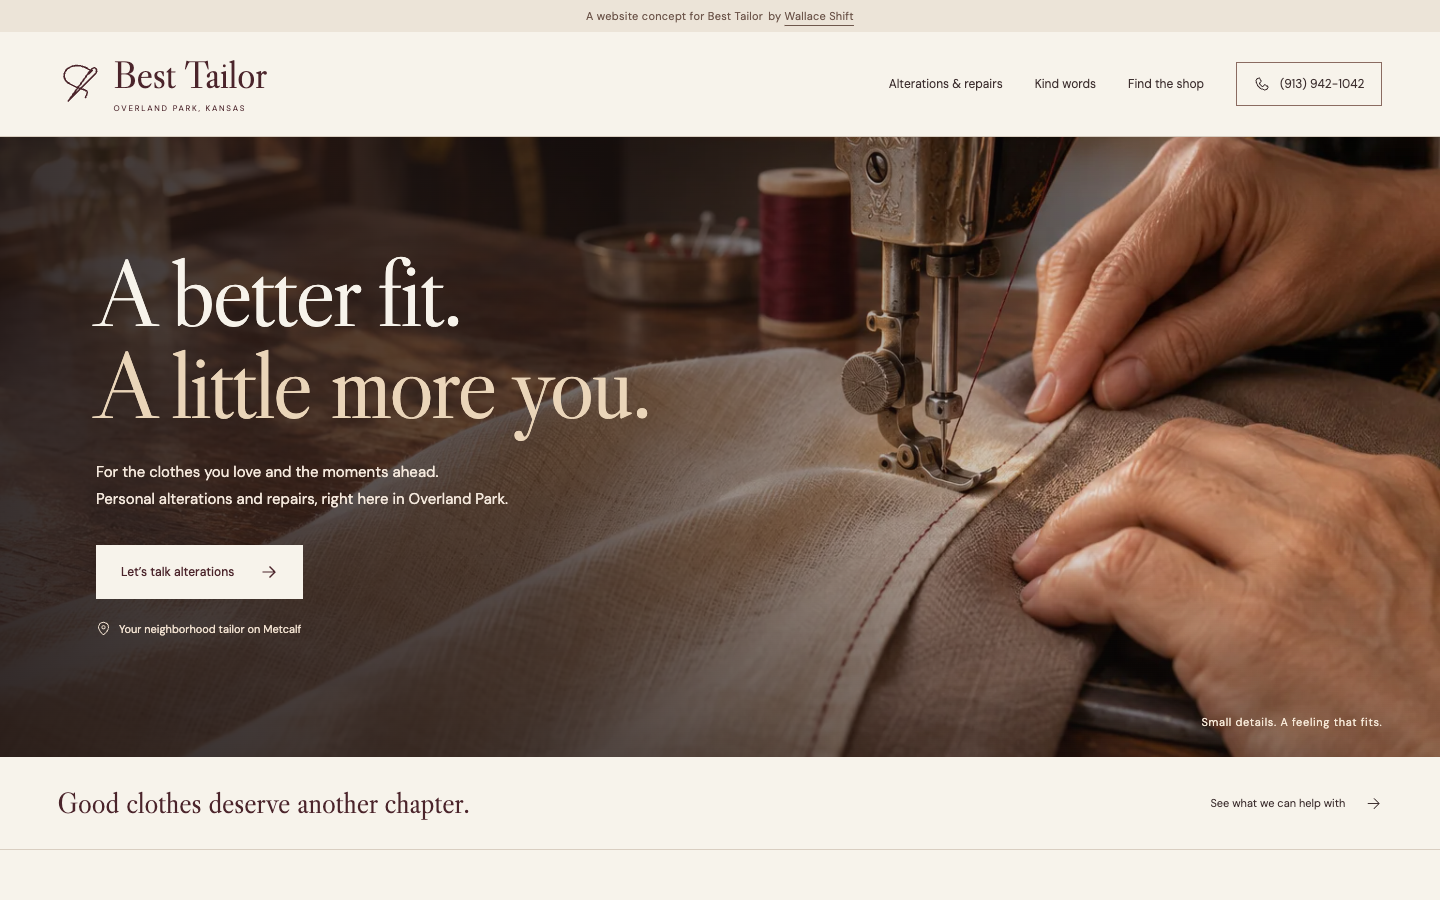 A website concept for Best Tailor by Wallace Shift
Best Tailor
OVERLAND PARK, KANSAS
Alterations & repairs
Kind words
Find the shop
(913) 942-1042
A better fit.
A little more you.
For the clothes you love and the moments ahead.
Personal alterations and repairs, right here in Overland Park.
Let's talk alterations
Your neighborhood tailor on Metcalf
Small details. A feeling that fits.
Good clothes deserve another chapter.
See what we can help with